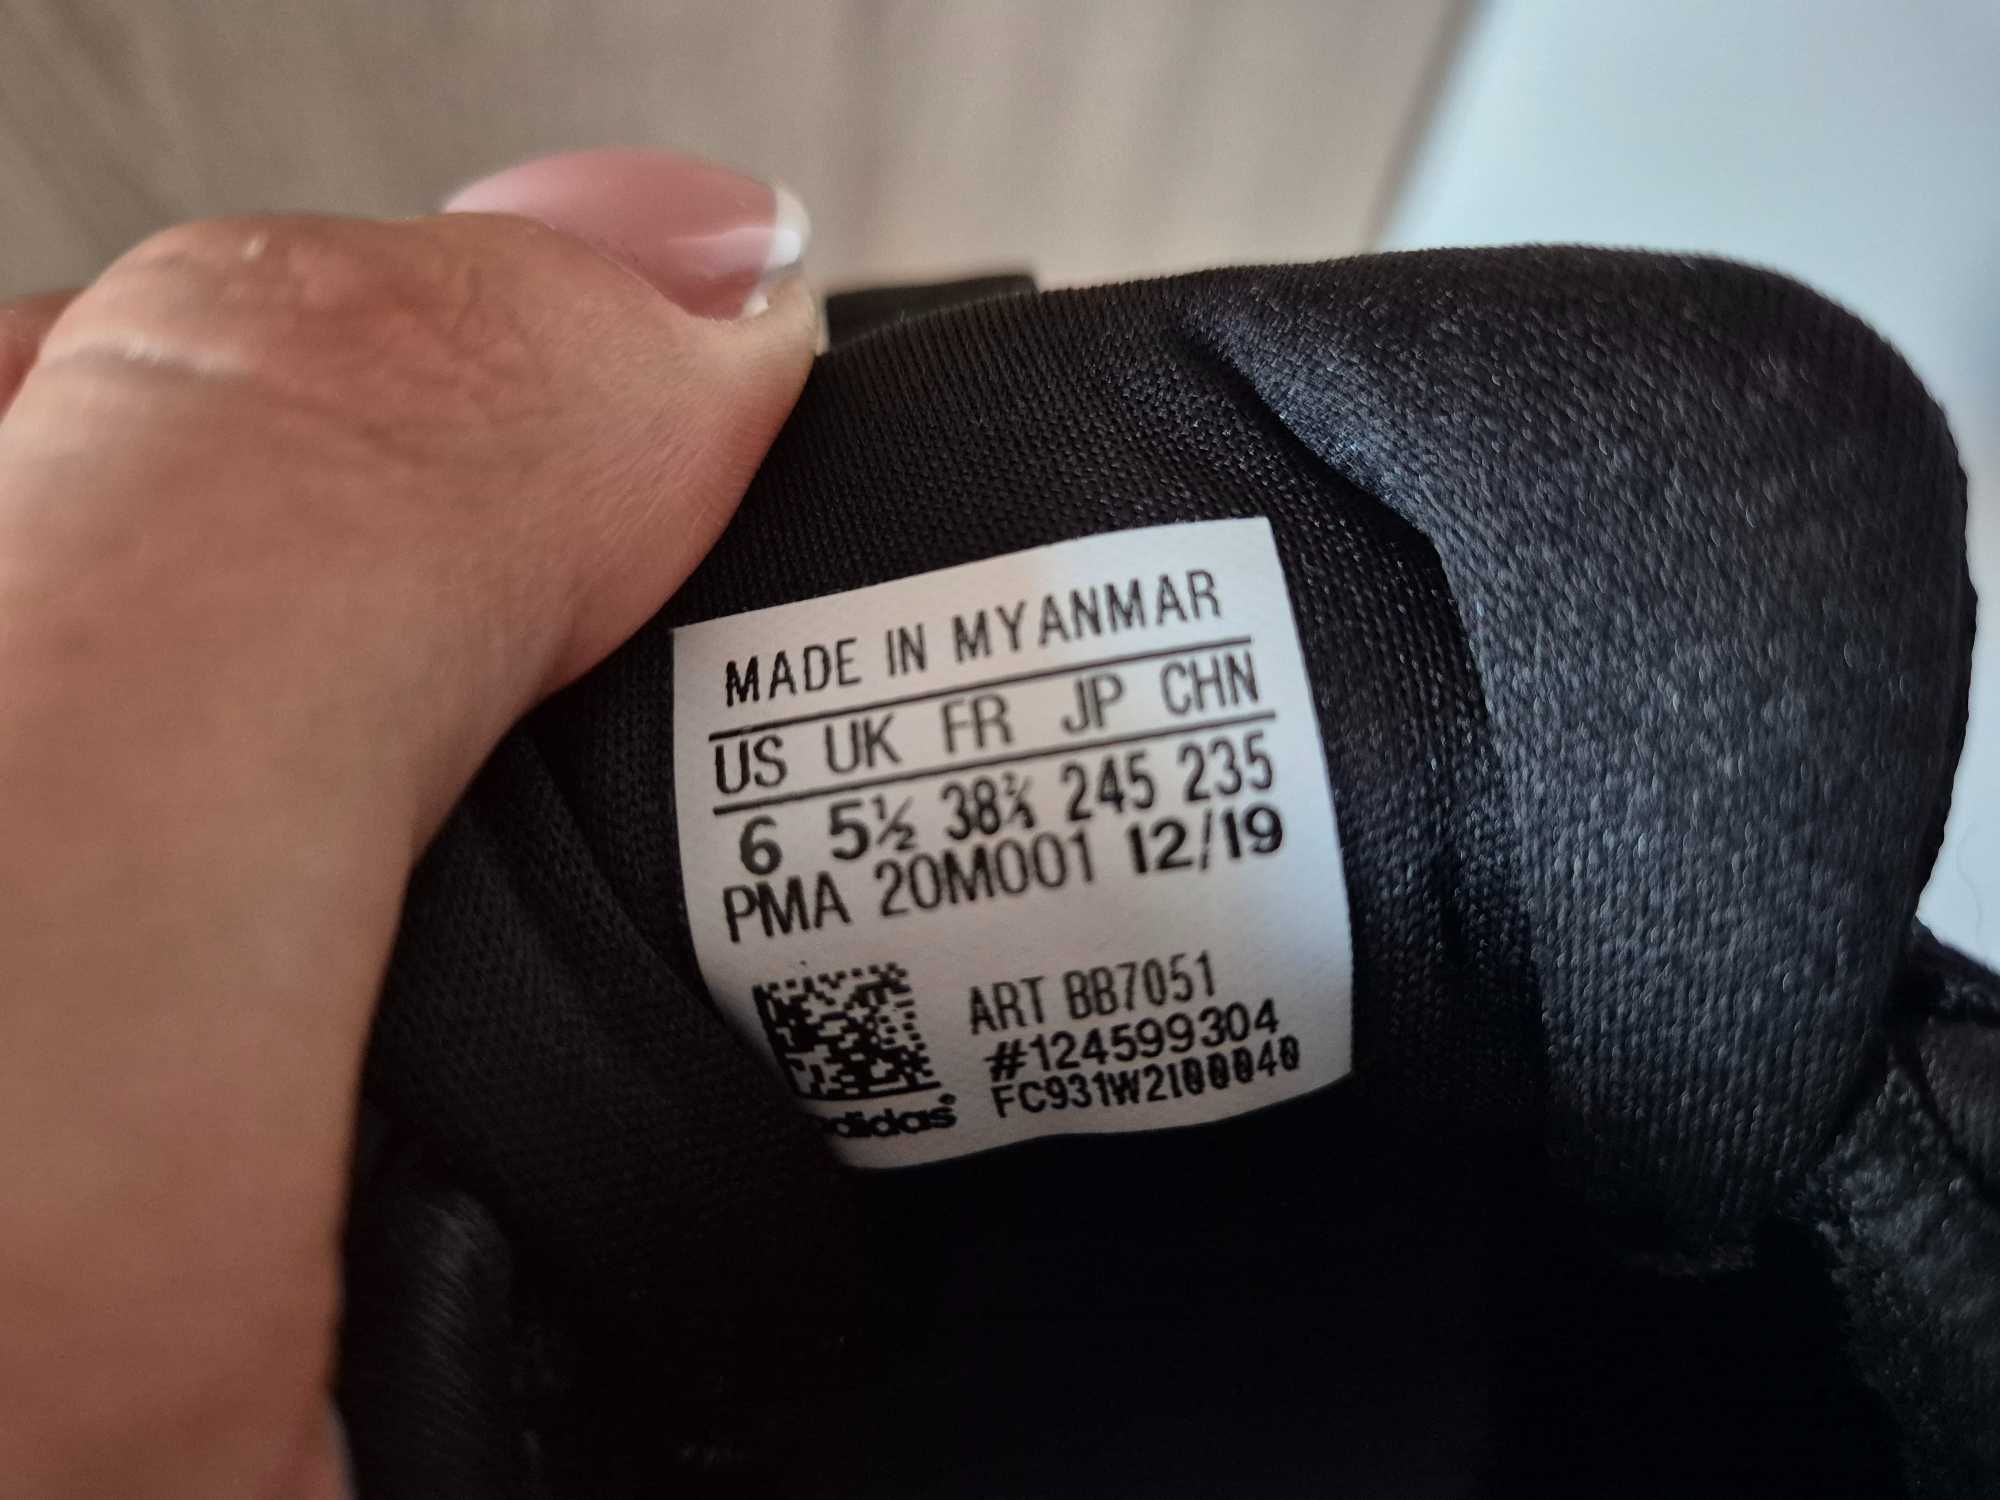 MADE IN MYANMAR
US UK FR JP CHN
6 5½ 38⅔ 245 235
PMA 20M001 12/19
ART BB7051
#124599304
FC931W2100040
adidas®